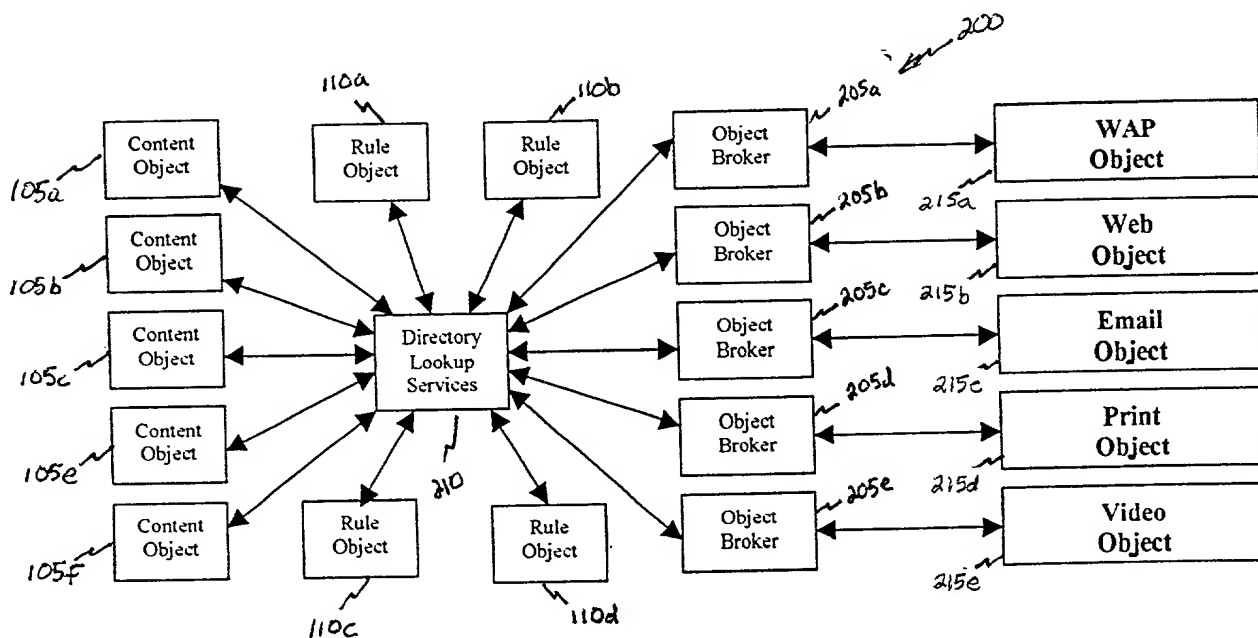 200
110a
110b
205a
Content
Object
Rule
Object
Rule
Object
Object
Broker
WAP
Object
105a
215a
205b
Content
Object
Object
Broker
Web
Object
105b
215b
205c
Content
Object
Directory
Lookup
Services
Object
Broker
Email
Object
105c
215c
205d
Content
Object
Object
Broker
Print
Object
105e
210
215d
205e
Content
Object
Rule
Object
Rule
Object
Object
Broker
Video
Object
105f
110c
110d
215e